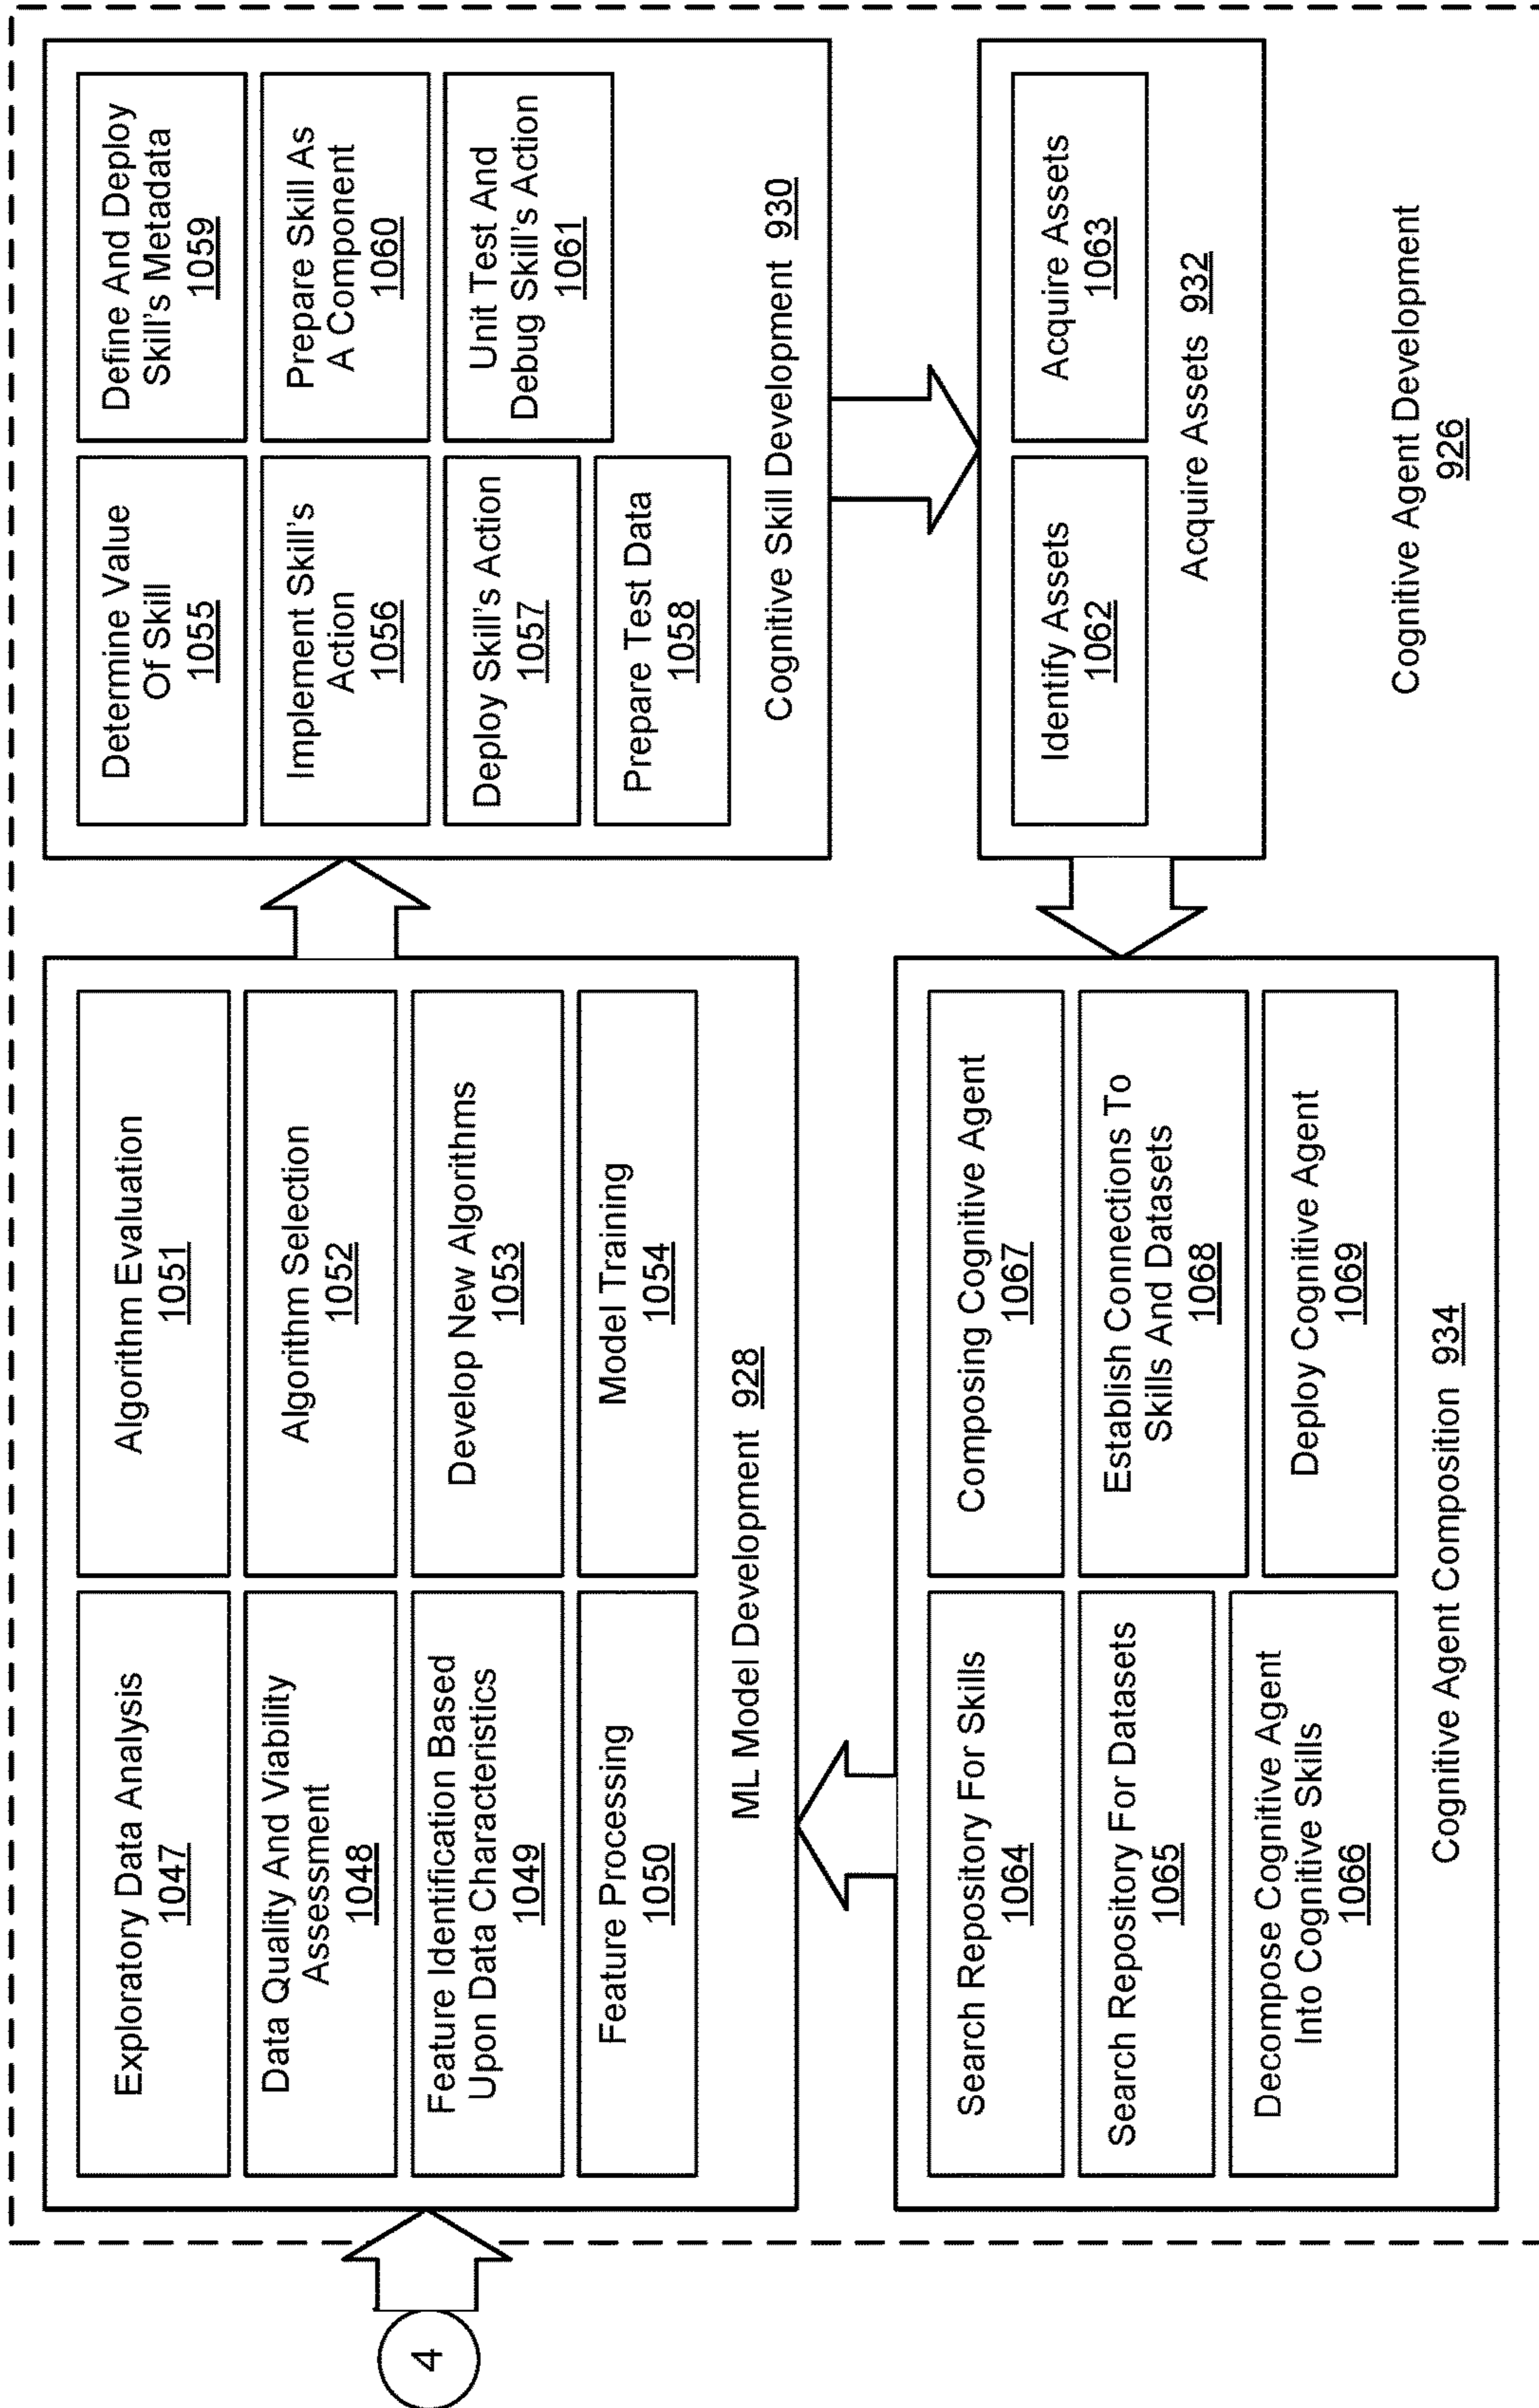 4
Exploratory Data Analysis
1047
Data Quality And Viability
Assessment
1048
Feature Identification Based
Upon Data Characteristics
1049
Feature Processing
1050
Algorithm Evaluation
1051
Algorithm Selection
1052
Develop New Algorithms
1053
Model Training
1054
ML Model Development 928
Determine Value
Of Skill
1055
Implement Skill's
Action
1056
Deploy Skill's Action
1057
Prepare Test Data
1058
Define And Deploy
Skill's Metadata
1059
Prepare Skill As
A Component
1060
Unit Test And
Debug Skill's Action
1061
Cognitive Skill Development 930
Search Repository For Skills
1064
Search Repository For Datasets
1065
Decompose Cognitive Agent
Into Cognitive Skills
1066
Composing Cognitive Agent
1067
Establish Connections To
Skills And Datasets
1068
Deploy Cognitive Agent
1069
Cognitive Agent Composition 934
Identify Assets
1062
Acquire Assets
1063
Acquire Assets 932
Cognitive Agent Development
926